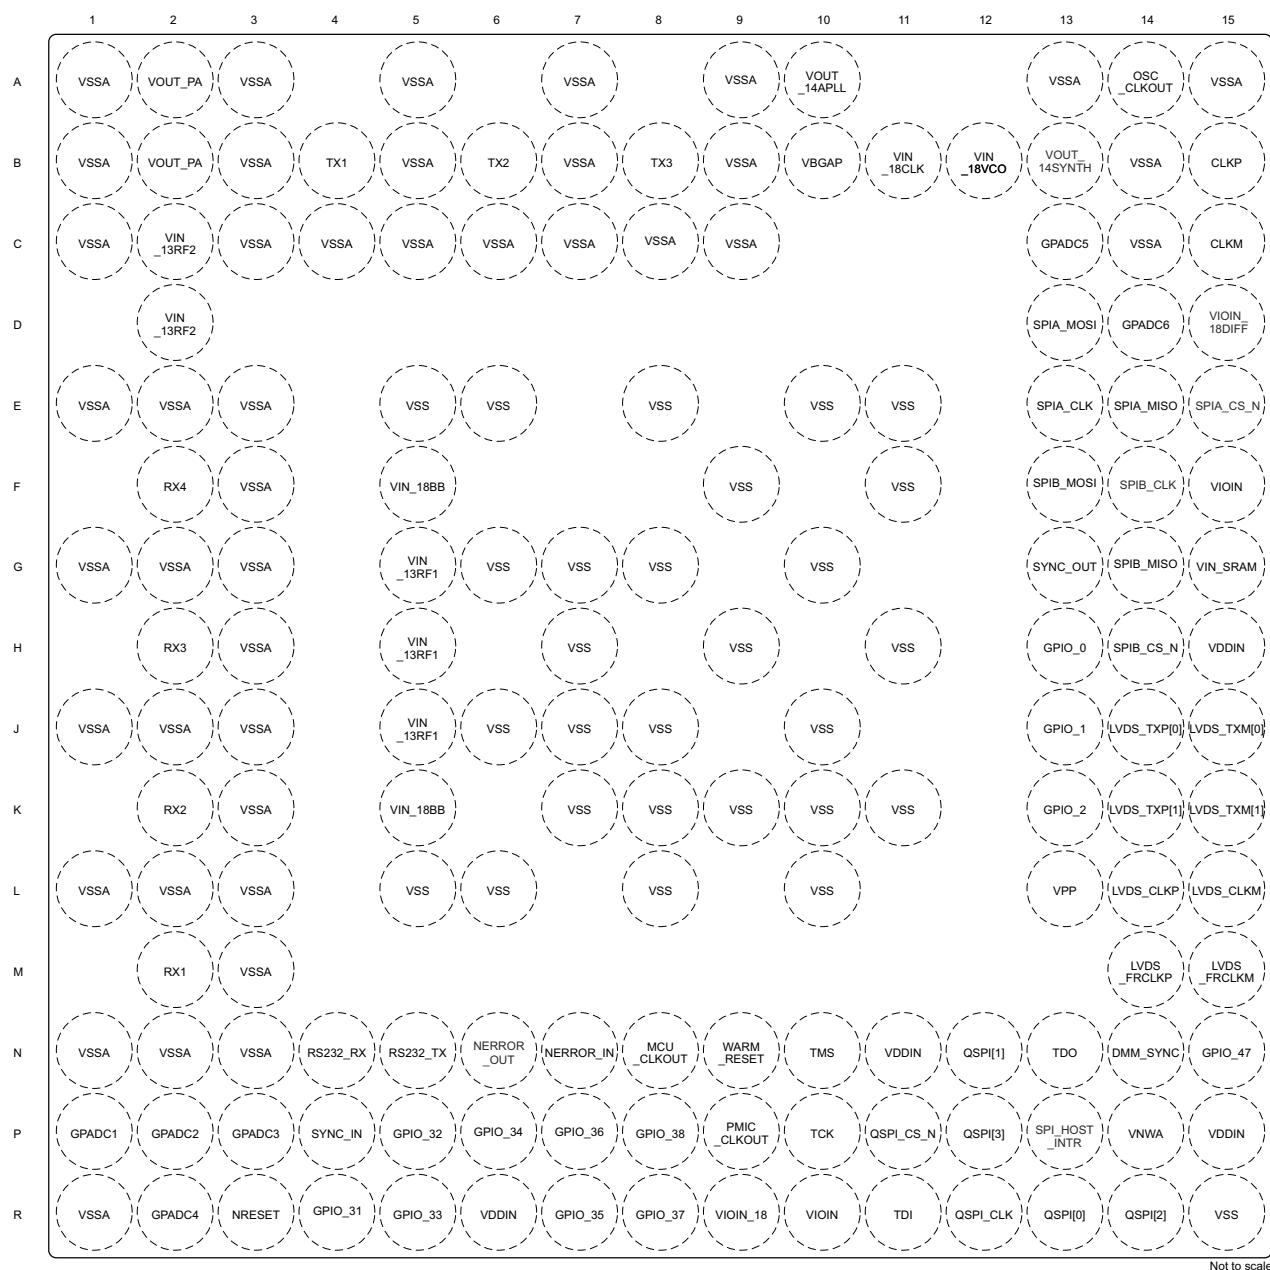 1 2 3 4 5 6 7 8 9 10 11 12 13 14 15
A VSSA VOUT_PA VSSA VSSA VSSA VSSA VOUT _14APLL VSSA OSC _CLKOUT VSSA
B VSSA VOUT_PA VSSA TX1 VSSA TX2 VSSA TX3 VSSA VBGAP VIN _18CLK VIN _18VCO VOUT_ 14SYNTH VSSA CLKP
C VSSA VIN _13RF2 VSSA VSSA VSSA VSSA VSSA VSSA VSSA GPADC5 VSSA CLKM
D VIN _13RF2 SPIA_MOSI GPADC6 VIOIN_ 18DIFF
E VSSA VSSA VSSA VSS VSS VSS VSS VSS SPIA_CLK SPIA_MISO SPIA_CS_N
F RX4 VSSA VIN_18BB VSS VSS SPIB_MOSI SPIB_CLK VIOIN
G VSSA VSSA VSSA VIN _13RF1 VSS VSS VSS VSS SYNC_OUT SPIB_MISO VIN_SRAM
H RX3 VSSA VIN _13RF1 VSS VSS VSS GPIO_0 SPIB_CS_N VDDIN
J VSSA VSSA VSSA VIN _13RF1 VSS VSS VSS VSS GPIO_1 LVDS_TXP[0] LVDS_TXM[0]
K RX2 VSSA VIN_18BB VSS VSS VSS VSS VSS GPIO_2 LVDS_TXP[1] LVDS_TXM[1]
L VSSA VSSA VSSA VSS VSS VSS VSS VPP LVDS_CLKP LVDS_CLKM
M RX1 VSSA LVDS _FRCLKP LVDS _FRCLKM
N VSSA VSSA VSSA RS232_RX RS232_TX NERROR _OUT NERROR_IN MCU _CLKOUT WARM _RESET TMS VDDIN QSPI[1] TDO DMM_SYNC GPIO_47
P GPADC1 GPADC2 GPADC3 SYNC_IN GPIO_32 GPIO_34 GPIO_36 GPIO_38 PMIC _CLKOUT TCK QSPI_CS_N QSPI[3] SPI_HOST _INTR VNWA VDDIN
R VSSA GPADC4 NRESET GPIO_31 GPIO_33 VDDIN GPIO_35 GPIO_37 VIOIN_18 VIOIN TDI QSPI_CLK QSPI[0] QSPI[2] VSS
Not to scale